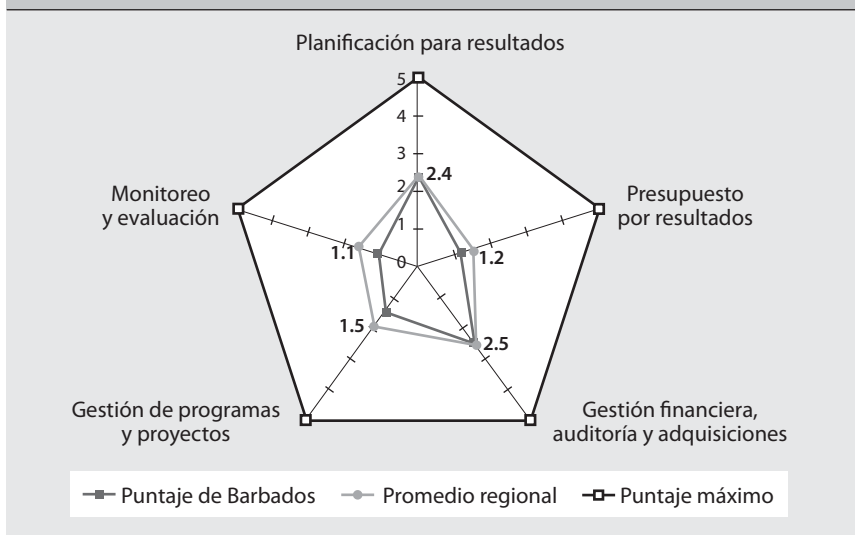 Planificación para resultados
5
4
3
2
1
0
2.4
Monitoreo
y evaluación
Presupuesto
por resultados
1.1
1.2
1.5
2.5
Gestión de programas
y proyectos
Gestión financiera,
auditoría y adquisiciones
Puntaje de Barbados
Promedio regional
Puntaje máximo